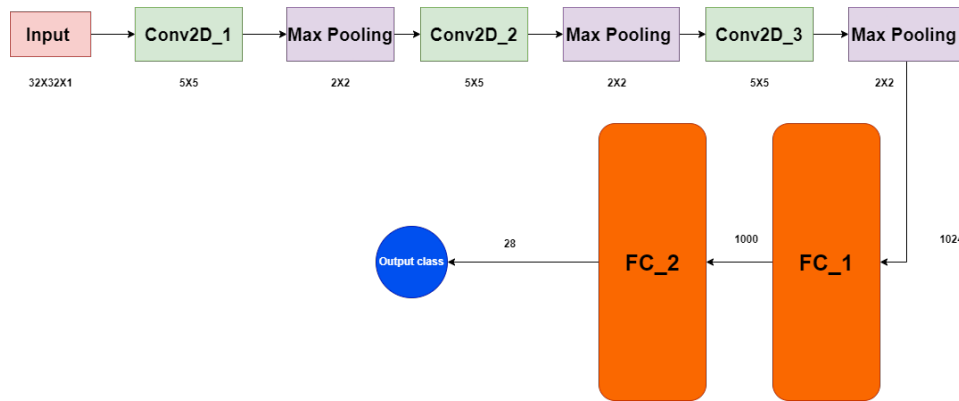 Input
Conv2D_1
Max Pooling
Conv2D_2
Max Pooling
Conv2D_3
Max Pooling
32X32X1
5X5
2X2
5X5
2X2
5X5
2X2
1024
FC_1
1000
FC_2
28
Output class